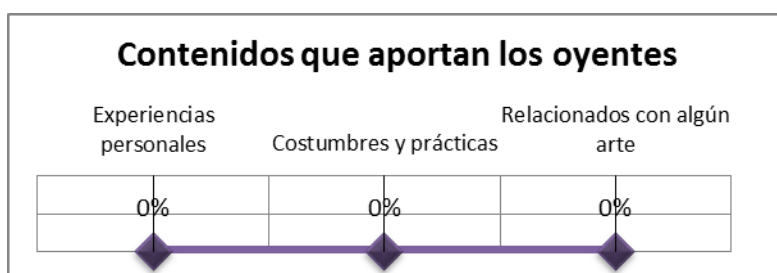 Contenidos que aportan los oyentes
Experiencias
personales
Costumbres y prácticas
Relacionados con algún
arte
0%
0%
0%